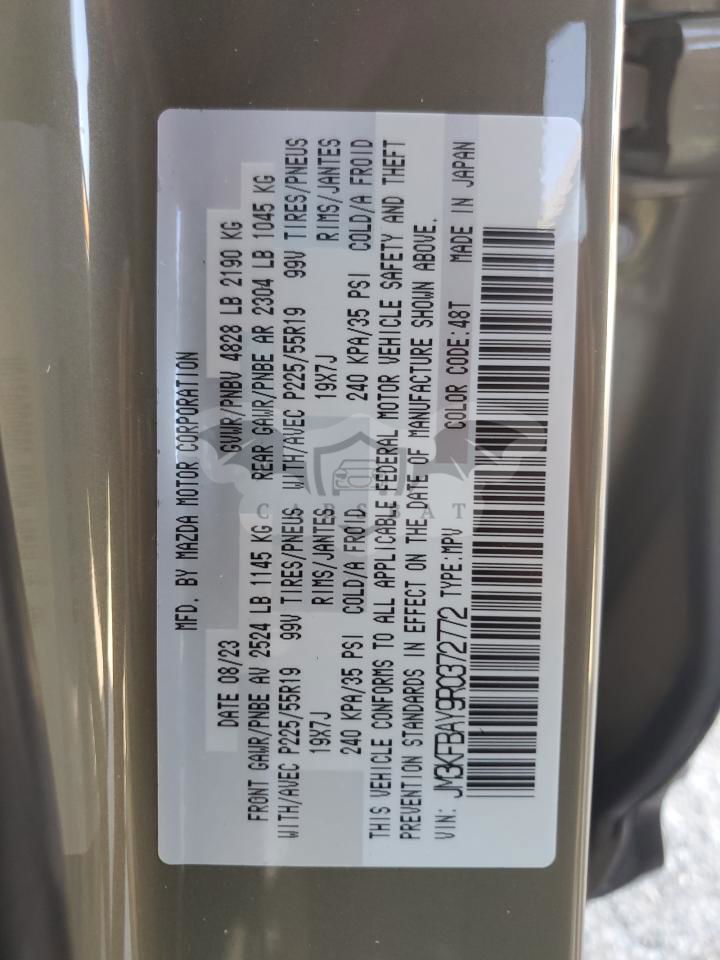 MFD. BY MAZDA MOTOR CORPORATION
DATE 08/23 GVWR/PNBV 4828 LB 2190 KG
FRONT GAWR/PNBE AV 2524 LB 1145 KG REAR GAWR/PNBE AR 2304 LB 1045 KG
WITH/AVEC P225/55R19 99V TIRES/PNEUS WITH/AVEC P225/55R19 99V TIRES/PNEUS
19X7J RIMS/JANTES 19X7J RIMS/JANTES
240 KPA/35 PSI COLD/A FROID 240 KPA/35 PSI COLD/A FROID
THIS VEHICLE CONFORMS TO ALL APPLICABLE FEDERAL MOTOR VEHICLE SAFETY AND THEFT
PREVENTION STANDARDS IN EFFECT ON THE DATE OF MANUFACTURE SHOWN ABOVE.
VIN: JM3KFBAY9R0372772 TYPE:MPV COLOR CODE:48T MADE IN JAPAN